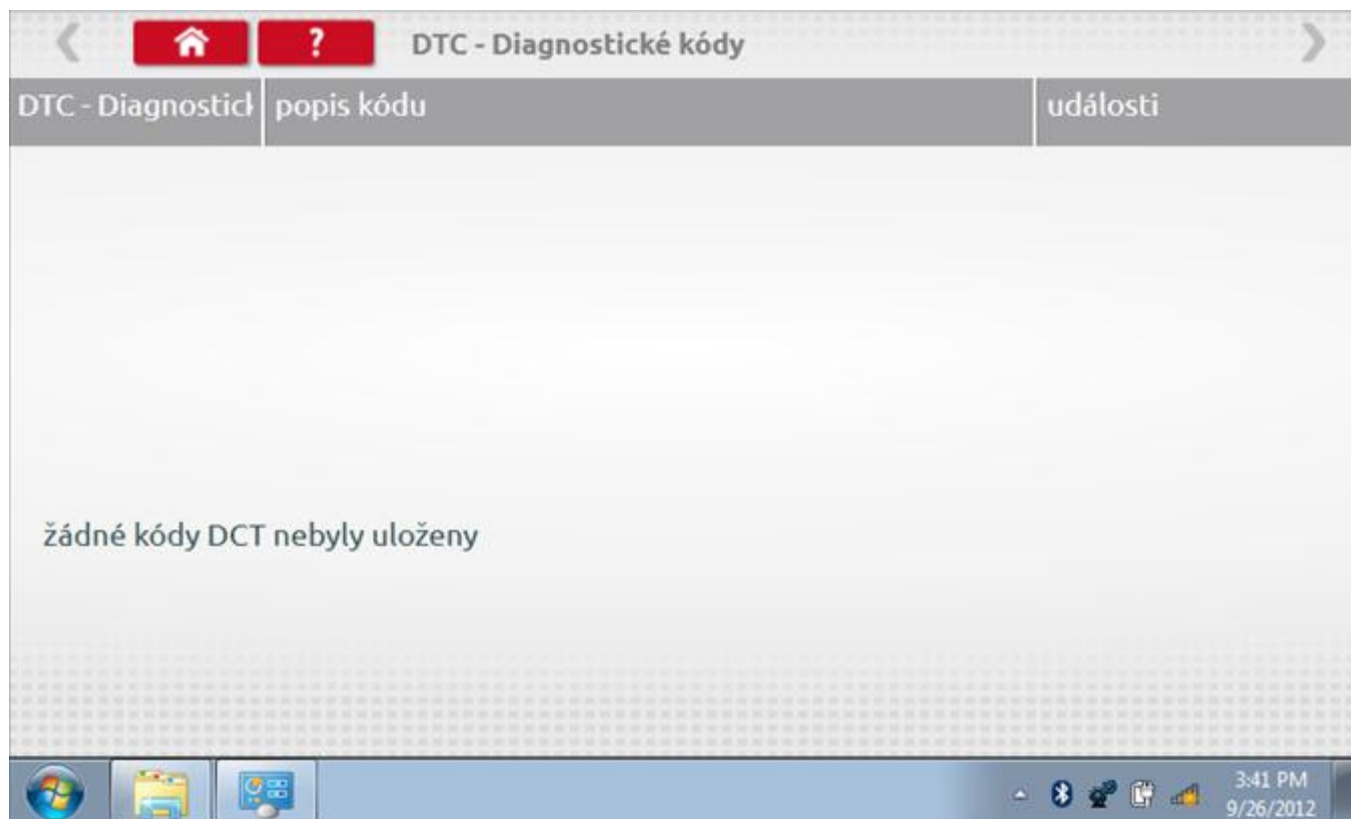 ? DTC - Diagnostické kódy
DTC - Diagnostick popis kódu události
žádné kódy DCT nebyly uloženy
3:41 PM
9/26/2012